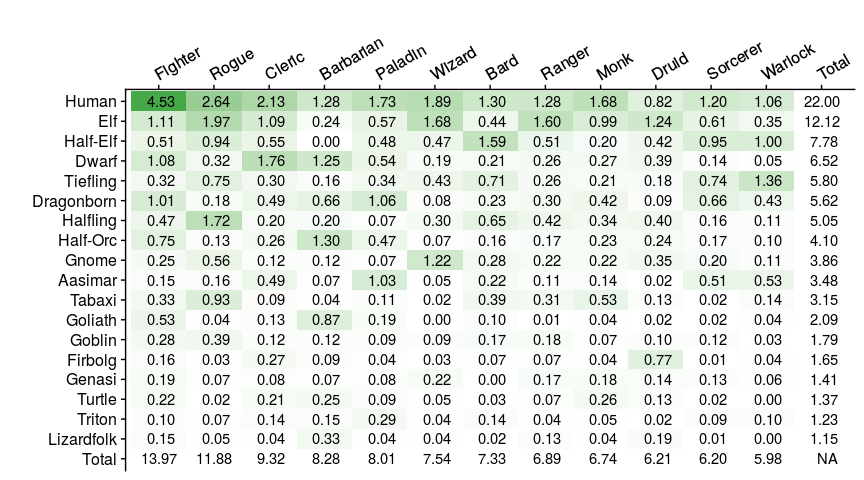 Fighter Rogue Cleric Barbarian Paladin Wizard Bard Ranger Monk Druid Sorcerer Warlock Total
Human 4.53 2.64 2.13 1.28 1.73 1.89 1.30 1.28 1.68 0.82 1.20 1.06 22.00
Elf 1.11 1.97 1.09 0.24 0.57 1.68 0.44 1.60 0.99 1.24 0.61 0.35 12.12
Half-Elf 0.51 0.94 0.55 0.00 0.48 0.47 1.59 0.51 0.20 0.42 0.95 1.00 7.78
Dwarf 1.08 0.32 1.76 1.25 0.54 0.19 0.21 0.26 0.27 0.39 0.14 0.05 6.52
Tiefling 0.32 0.75 0.30 0.16 0.34 0.43 0.71 0.26 0.21 0.18 0.74 1.36 5.80
Dragonborn 1.01 0.18 0.49 0.66 1.06 0.08 0.23 0.30 0.42 0.09 0.66 0.43 5.62
Halfling 0.47 1.72 0.20 0.20 0.07 0.30 0.65 0.42 0.34 0.40 0.16 0.11 5.05
Half-Orc 0.75 0.13 0.26 1.30 0.47 0.07 0.16 0.17 0.23 0.24 0.17 0.10 4.10
Gnome 0.25 0.56 0.12 0.12 0.07 1.22 0.28 0.22 0.22 0.35 0.20 0.11 3.86
Aasimar 0.15 0.16 0.49 0.07 1.03 0.05 0.22 0.11 0.14 0.02 0.51 0.53 3.48
Tabaxi 0.33 0.93 0.09 0.04 0.11 0.02 0.39 0.31 0.53 0.13 0.02 0.14 3.15
Goliath 0.53 0.04 0.13 0.87 0.19 0.00 0.10 0.01 0.04 0.02 0.02 0.04 2.09
Goblin 0.28 0.39 0.12 0.12 0.09 0.09 0.17 0.18 0.07 0.10 0.12 0.03 1.79
Firbolg 0.16 0.03 0.27 0.09 0.04 0.03 0.07 0.07 0.04 0.77 0.01 0.04 1.65
Genasi 0.19 0.07 0.08 0.07 0.08 0.22 0.00 0.17 0.18 0.14 0.13 0.06 1.41
Turtle 0.22 0.02 0.21 0.25 0.09 0.05 0.03 0.07 0.26 0.13 0.02 0.00 1.37
Triton 0.10 0.07 0.14 0.15 0.29 0.04 0.14 0.04 0.05 0.02 0.09 0.10 1.23
Lizardfolk 0.15 0.05 0.04 0.33 0.04 0.04 0.02 0.13 0.04 0.19 0.01 0.00 1.15
Total 13.97 11.88 9.32 8.28 8.01 7.54 7.33 6.89 6.74 6.21 6.20 5.98 NA